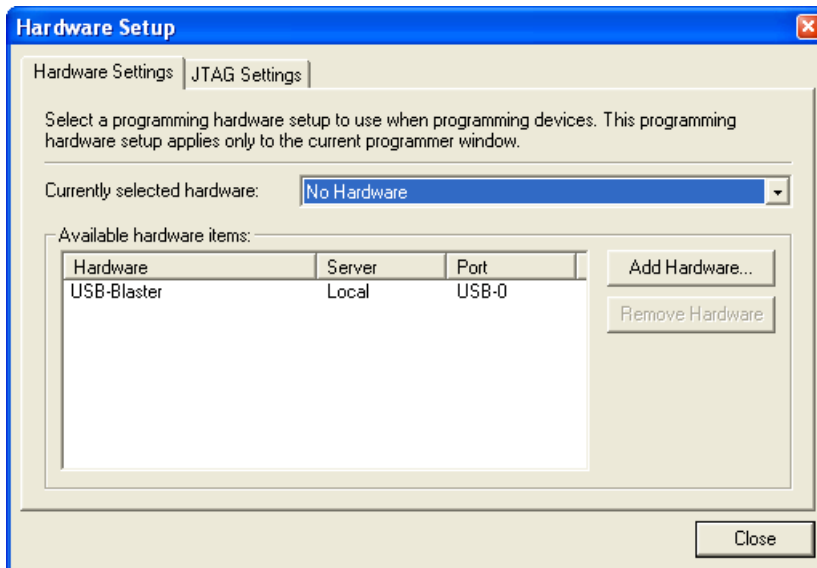 Hardware Setup
Hardware Settings JTAG Settings
Select a programming hardware setup to use when programming devices. This programming
hardware setup applies only to the current programmer window.
Currently selected hardware: No Hardware
Available hardware items:
Hardware Server Port
USB-Blaster Local USB-0
Add Hardware...
Remove Hardware
Close